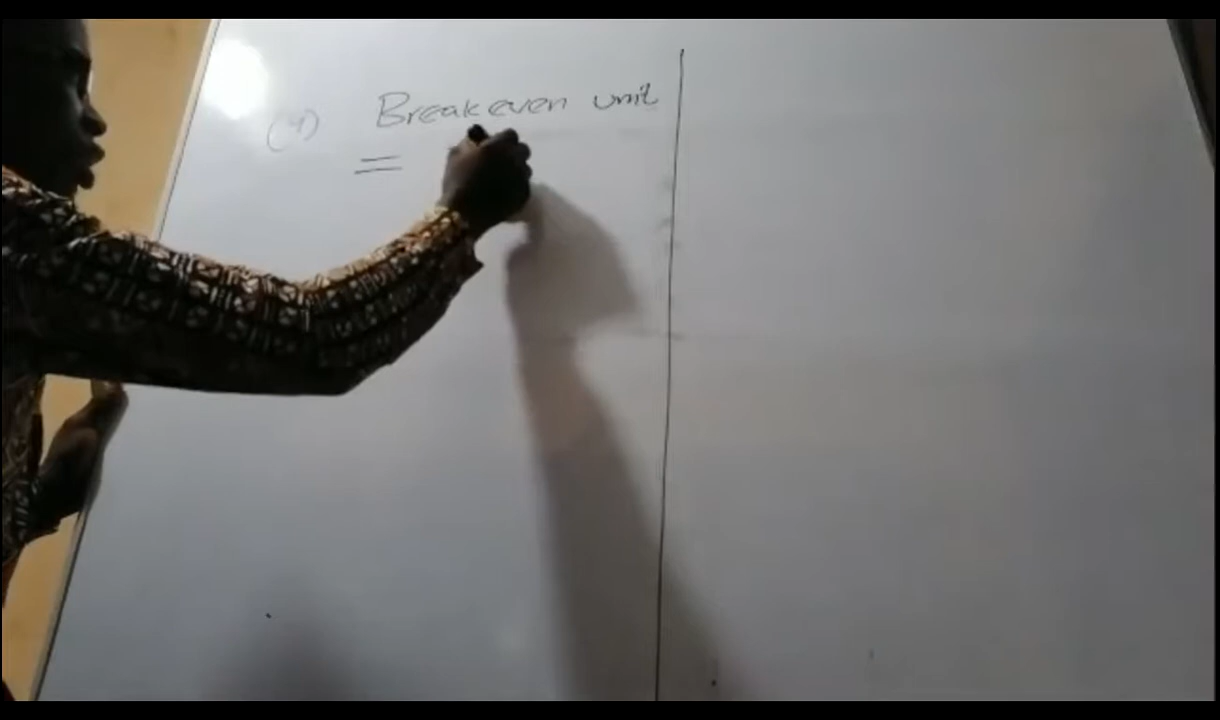 (4) Breakeven unit
=